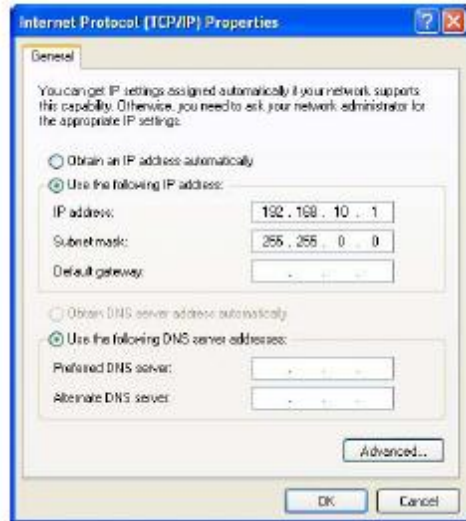 Internet Protocol (TCP/IP) Properties
General
You can get IP settings assigned automatically if your network supports
this capability. Otherwise, you need to ask your network administrator for
the appropriate IP settings.
Obtain an IP address automatically
Use the following IP address:
IP address: 192 . 168 . 10 . 1
Subnet mask: 255 . 255 . 0 . 0
Default gateway: . . .
Obtain DNS server address automatically
Use the following DNS server addresses:
Preferred DNS server: . . .
Alternate DNS server: . . .
Advanced...
OK Cancel